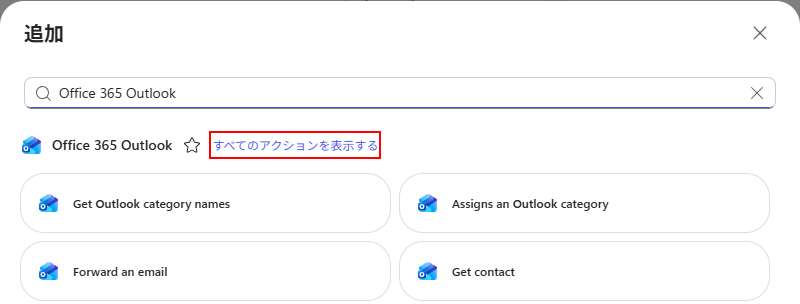 追加
Office 365 Outlook
Office 365 Outlook すべてのアクションを表示する
Get Outlook category names
Assigns an Outlook category
Forward an email
Get contact